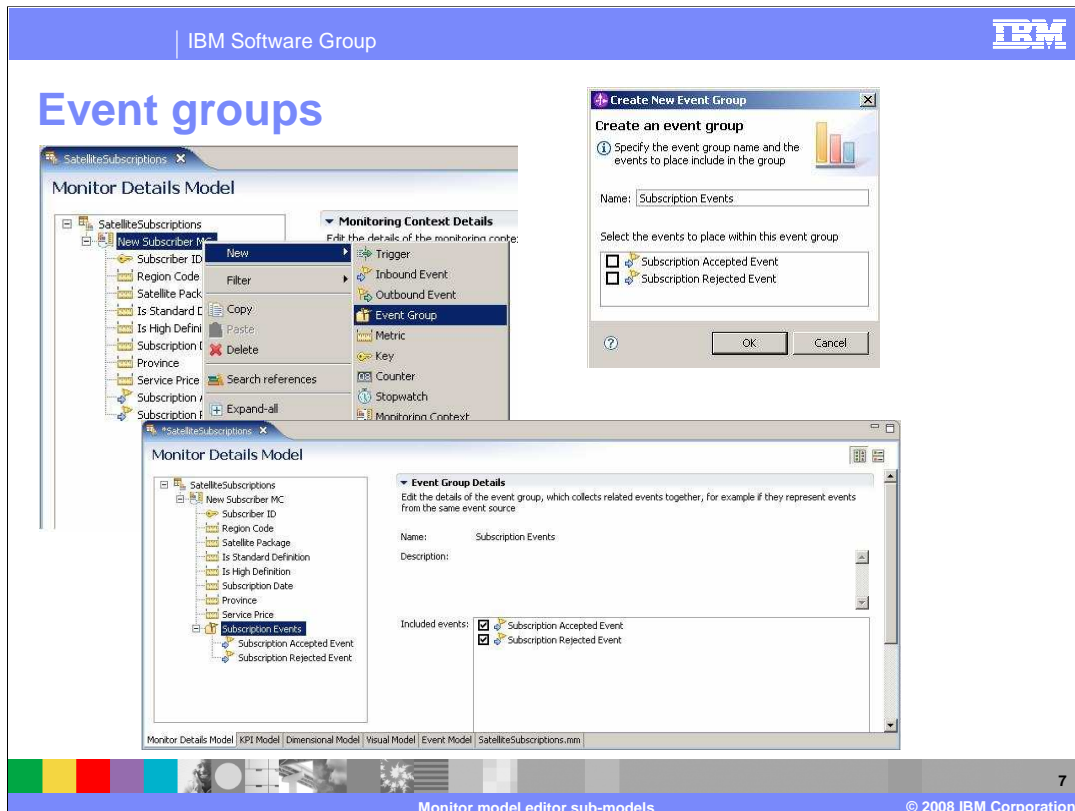 IBM Software Group
IBM
Event groups
SatelliteSubscriptions
Monitor Details Model
SatelliteSubscriptions
New Subscriber MC
Subscriber ID
Region Code
Satellite Pack
Is Standard D
Is High Defini
Subscription
Province
Service Price
Subscription
Subscription
Monitoring Context Details
Edit the details of the monitoring conte
New
Filter
Copy
Paste
Delete
Search references
Expand-all
Trigger
Inbound Event
Outbound Event
Event Group
Metric
Key
Counter
Stopwatch
Monitoring Context
Create New Event Group
Create an event group
Specify the event group name and the
events to place include in the group
Name: Subscription Events
Select the events to place within this event group
Subscription Accepted Event
Subscription Rejected Event
OK
Cancel
*SatelliteSubscriptions
Monitor Details Model
SatelliteSubscriptions
New Subscriber MC
Subscriber ID
Region Code
Satellite Package
Is Standard Definition
Is High Definition
Subscription Date
Province
Service Price
Subscription Events
Subscription Accepted Event
Subscription Rejected Event
Event Group Details
Edit the details of the event group, which collects related events together, for example if they represent events
from the same event source
Name: Subscription Events
Description:
Included events:
Subscription Accepted Event
Subscription Rejected Event
Monitor Details Model KPI Model Dimensional Model Visual Model Event Model SatelliteSubscriptions.mm
7
Monitor model editor sub-models
© 2008 IBM Corporation